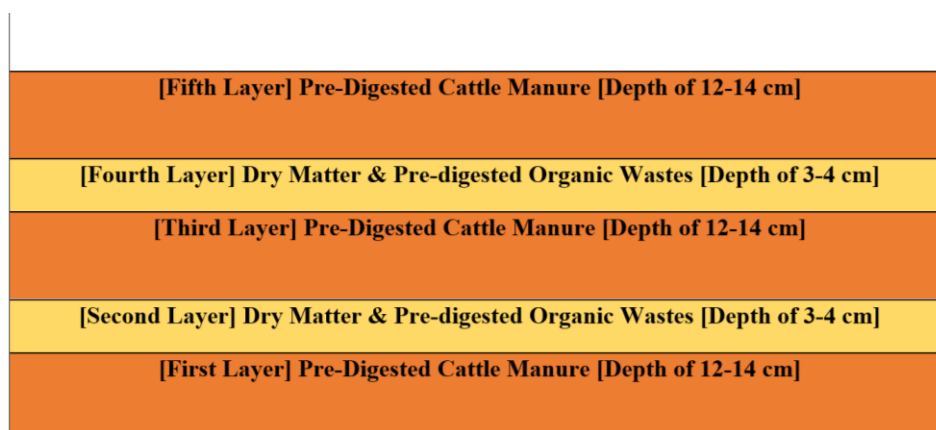 [Fifth Layer] Pre-Digested Cattle Manure [Depth of 12-14 cm]
[Fourth Layer] Dry Matter & Pre-digested Organic Wastes [Depth of 3-4 cm]
[Third Layer] Pre-Digested Cattle Manure [Depth of 12-14 cm]
[Second Layer] Dry Matter & Pre-digested Organic Wastes [Depth of 3-4 cm]
[First Layer] Pre-Digested Cattle Manure [Depth of 12-14 cm]